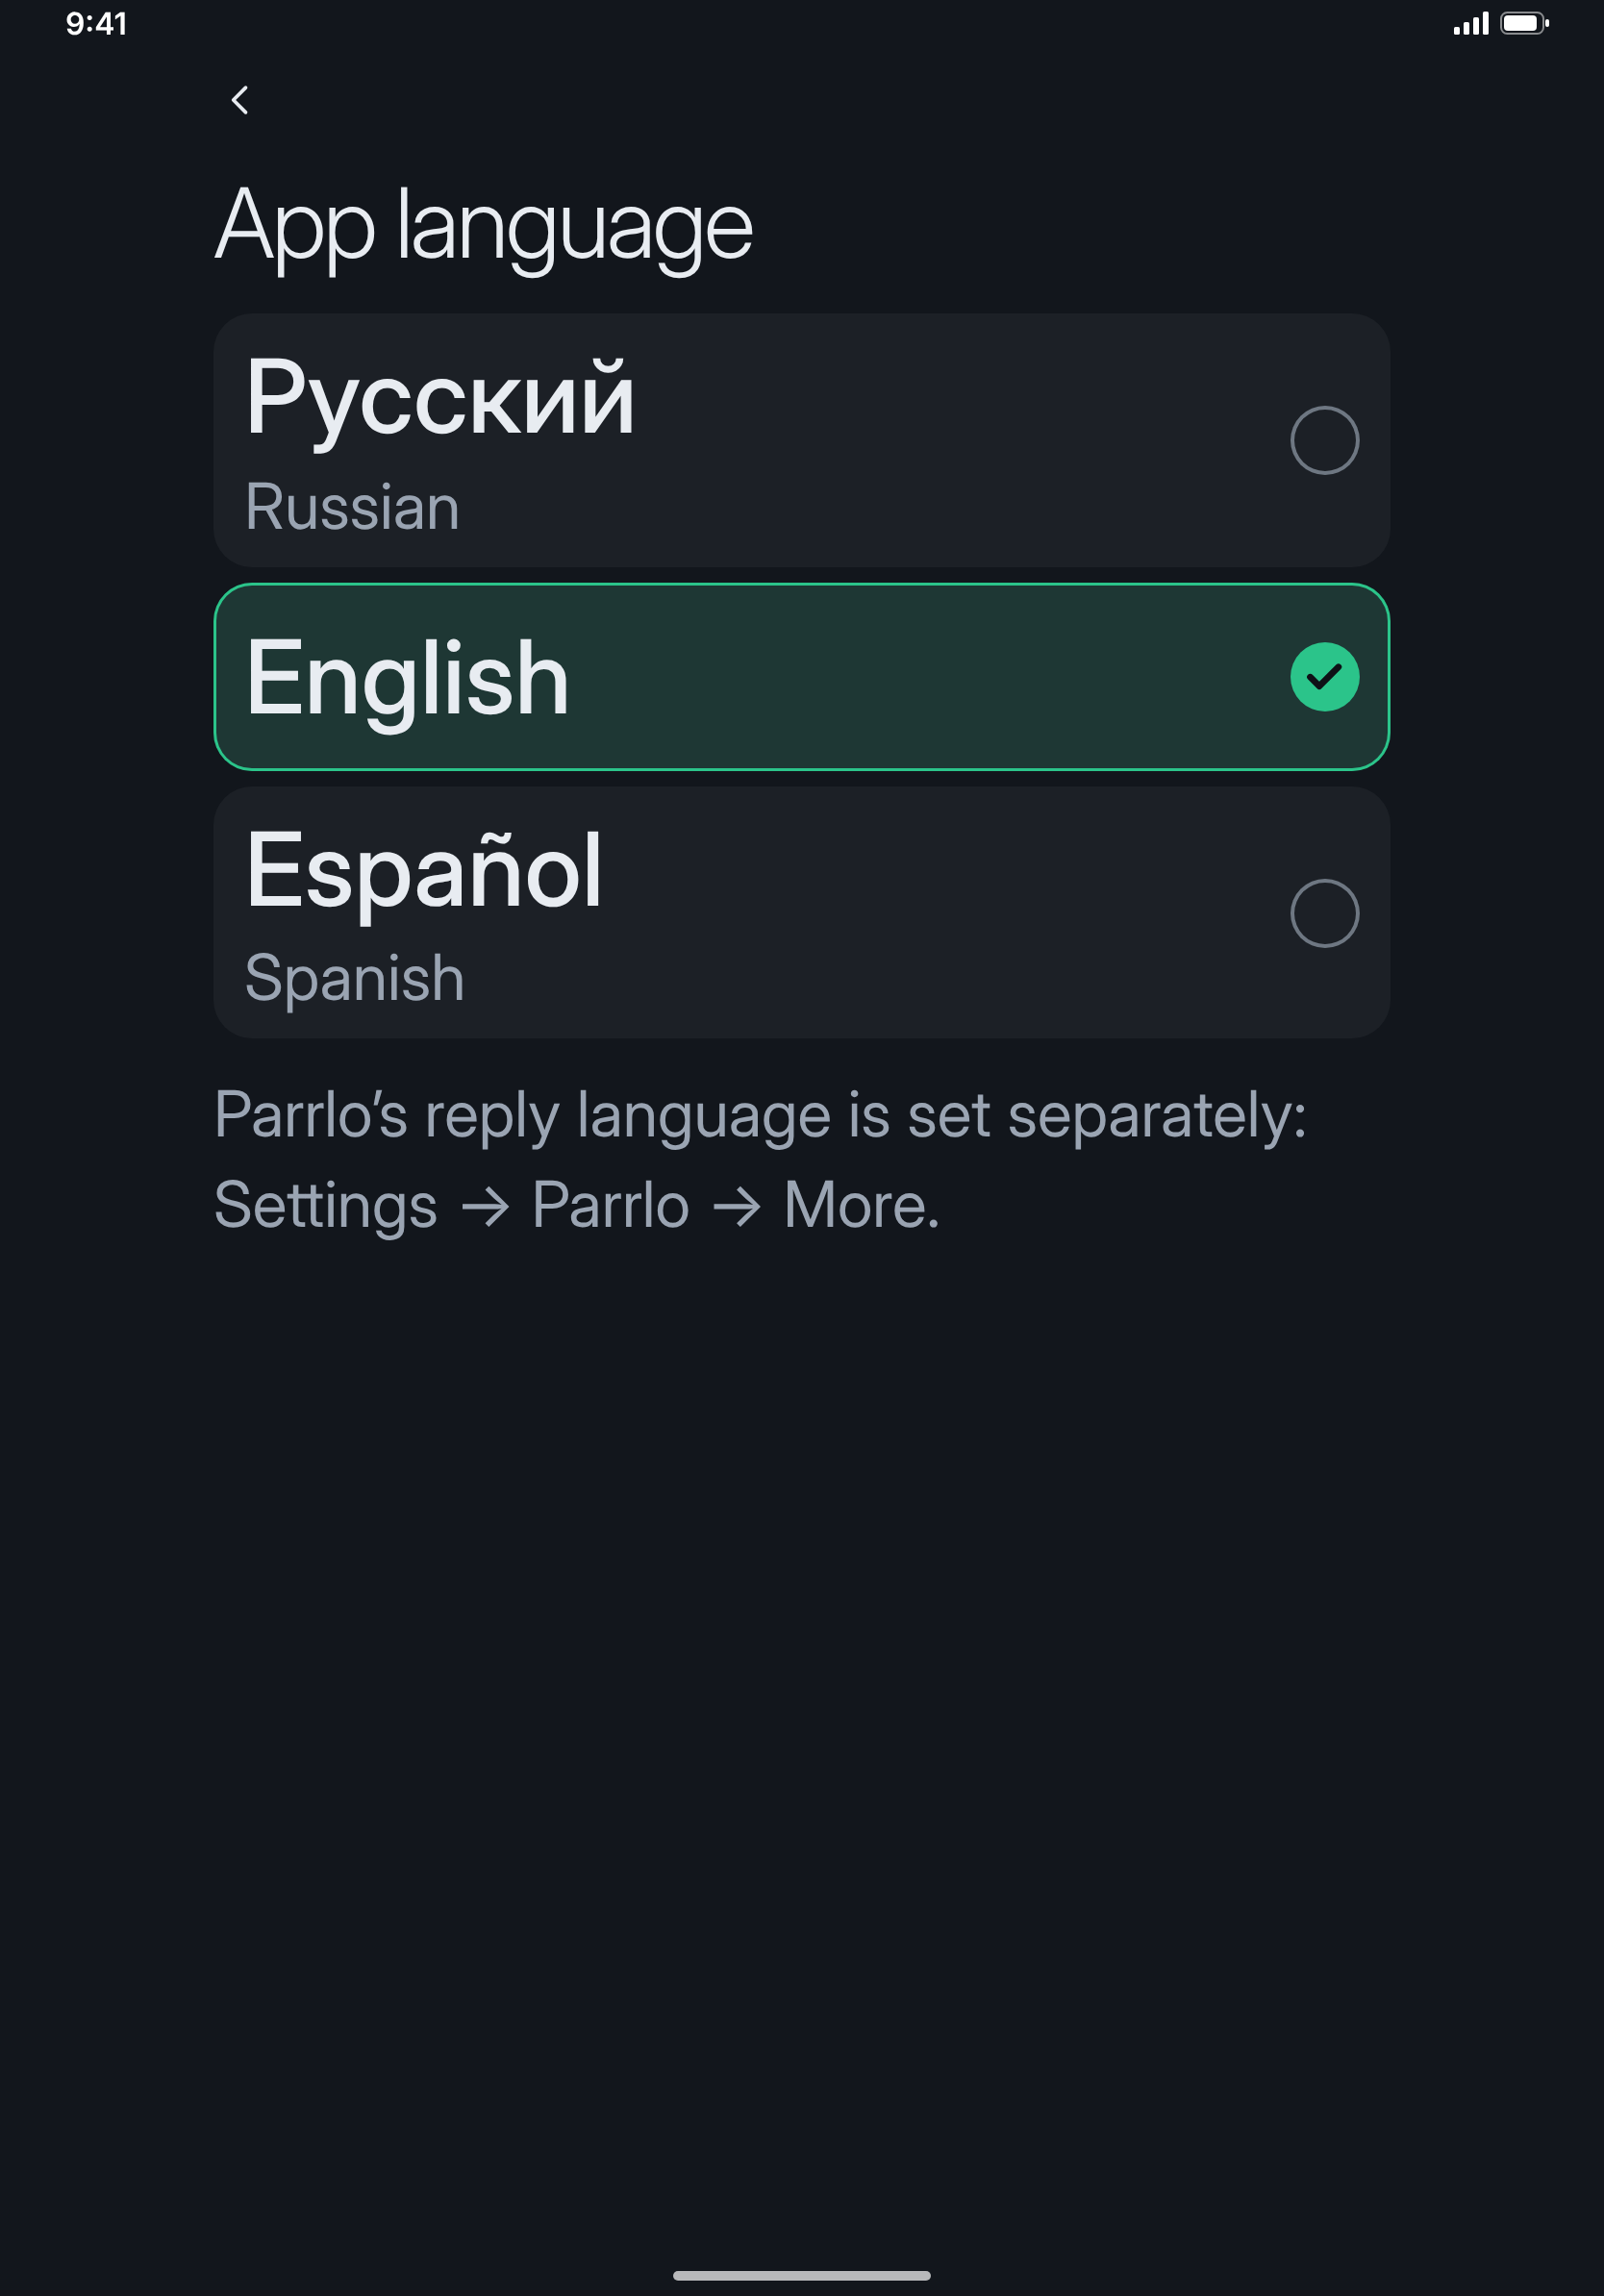 9:41
App language
Русский
Russian
English
Español
Spanish
Parrlo’s reply language is set separately:
Settings → Parrlo → More.